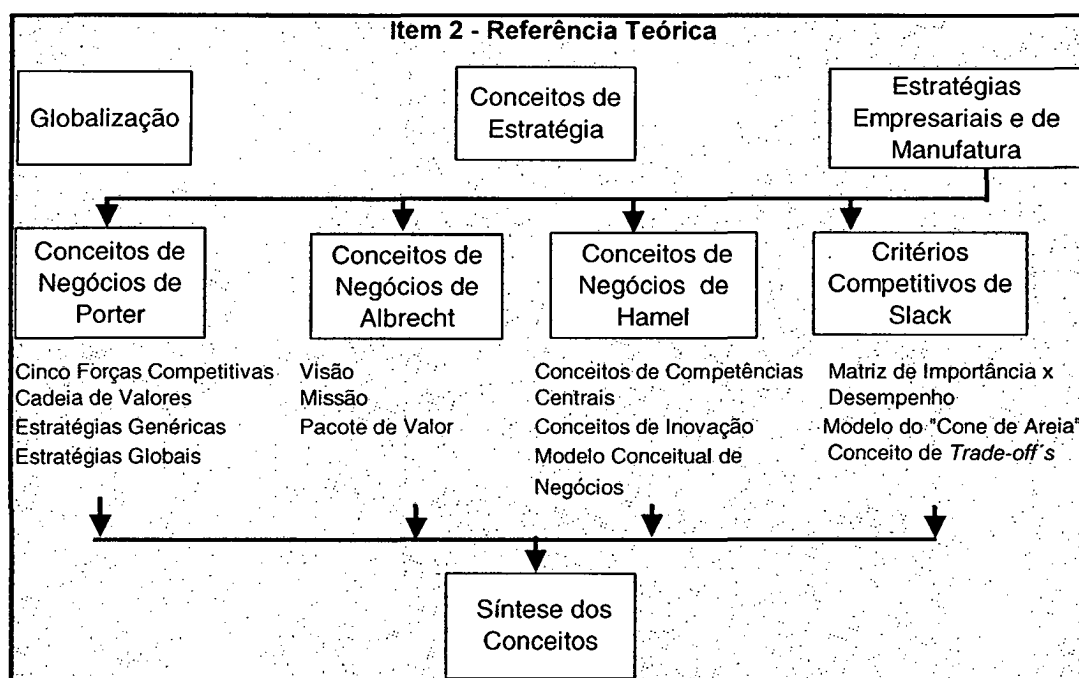 Item 2 - Referência Teórica
Globalização
Conceitos de
Estratégia
Estratégias
Empresariais e de
Manufatura
Conceitos de
Negócios de
Porter
Conceitos de
Negócios de
Albrecht
Conceitos de
Negócios de
Hamel
Critérios
Competitivos de
Slack
Cinco Forças Competitivas
Cadeia de Valores
Estratégias Genéricas
Estratégias Globais
Visão
Missão
Pacote de Valor
Conceitos de Competências
Centrais
Conceitos de Inovação
Modelo Conceitual de
Negócios
Matriz de Importância x
Desempenho
Modelo do "Cone de Areia"
Conceito de Trade-off´s
Síntese dos
Conceitos